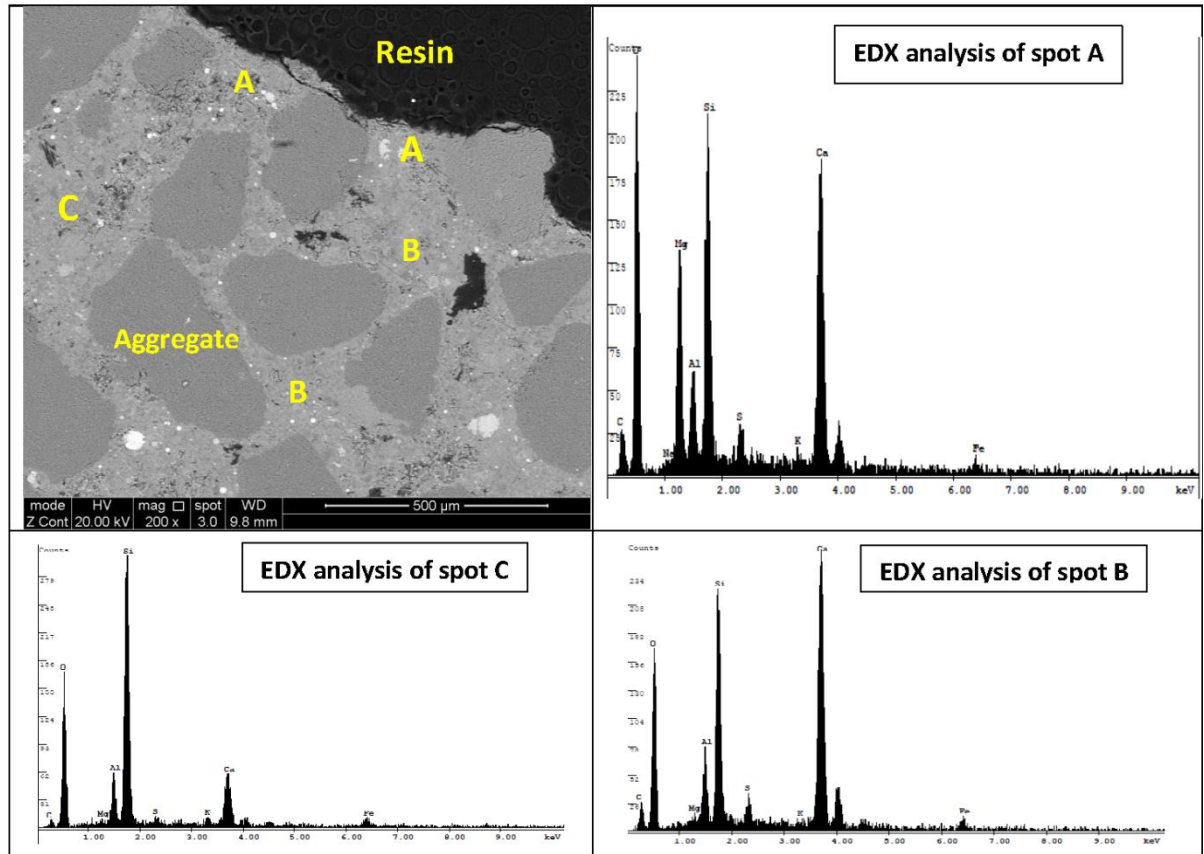 Resin
A
A
C
B
Aggregate
B
mode HV mag □ spot WD
Z Cont 20.00 kV 200 x 3.0 9.8 mm 500 µm
EDX analysis of spot A
Counts
Si
Ca
Mg
Al
S
C
Na
K
Fe
225
175
150
125
100
75
50
25
1.00 2.00 3.00 4.00 5.00 6.00 7.00 8.00 9.00 keV
EDX analysis of spot C
Counts
Si
O
Al
Ca
C
Mg
S
K
Fe
1.00 2.00 3.00 4.00 5.00 6.00 7.00 8.00 9.00 keV
EDX analysis of spot B
Counts
Ca
Si
O
Al
S
C
Mg
K
Fe
234
208
104
52
1.00 2.00 3.00 4.00 5.00 6.00 7.00 8.00 9.00 keV